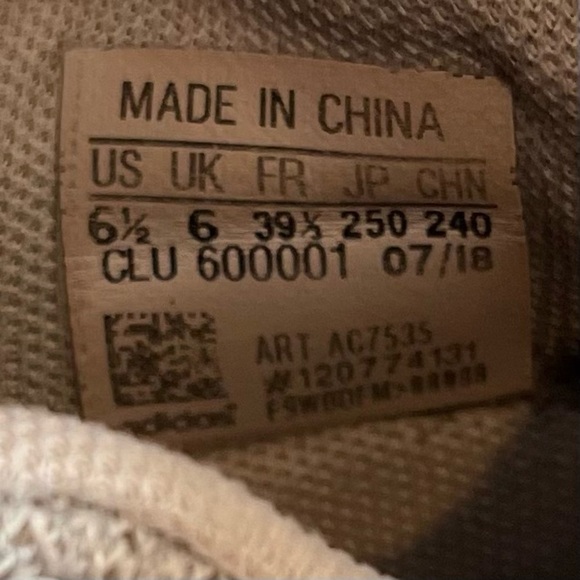 MADE IN CHINA
US UK FR JP CHN
6½ 6 39⅓ 250 240
CLU 600001 07/18
ART AC7535
#120774131
adidas